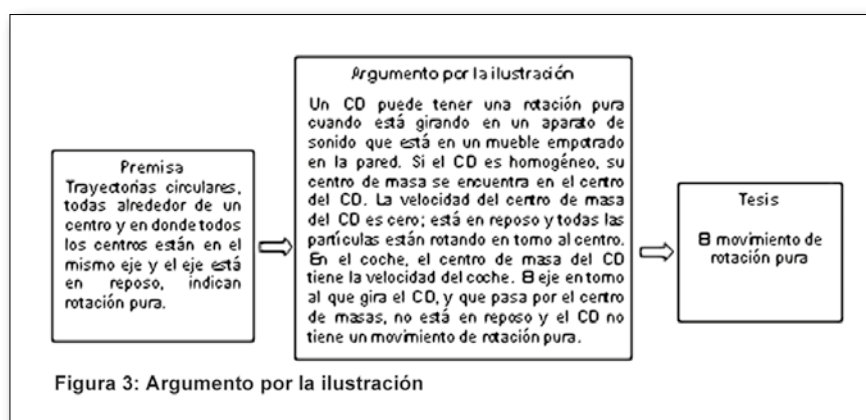 Premisa
Trayectorias circulares,
todas alrededor de un
centro y en donde todos
los centros están en el
mismo eje y el eje está
en reposo, indican
rotación pura.
Argumento por la ilustración
Un CD puede tener una rotación pura
cuando está girando en un aparato de
sonido que está en un mueble empotrado
en la pared. Si el CD es homogéneo, su
centro de masa se encuentra en el centro
del CD. La velocidad del centro de masa
del CD es cero; está en reposo y todas las
partículas están rotando en torno al centro.
En el coche, el centro de masa del CD
tiene la velocidad del coche. El eje en torno
al que gira el CD, y que pasa por el centro
de masas, no está en reposo y el CD no
tiene un movimiento de rotación pura.
Tesis
El movimiento de
rotación pura
Figura 3: Argumento por la ilustración